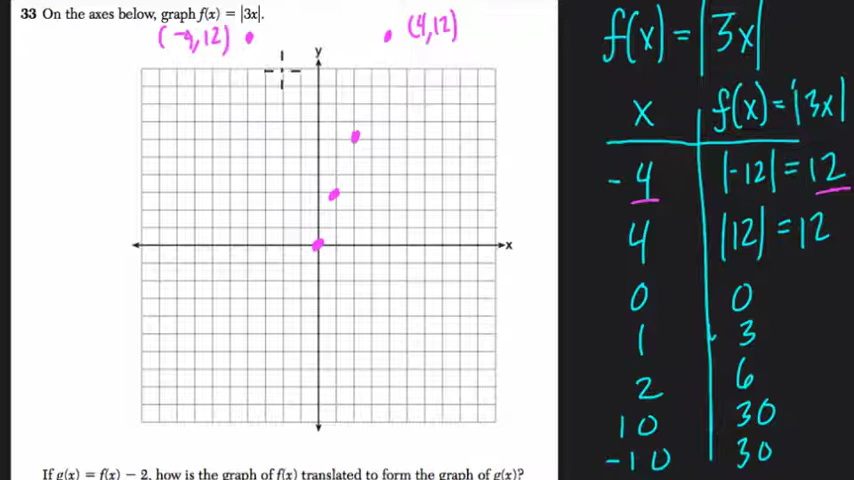 33 On the axes below, graph f(x) = |3x|.
(-4,12)
(4,12)
y
x
If g(x) = f(x) − 2, how is the graph of f(x) translated to form the graph of g(x)?
f(x) = |3x|
x f(x) = |3x|
-4 |-12| = 12
4 |12| = 12
0 0
1 3
2 6
10 30
-10 30